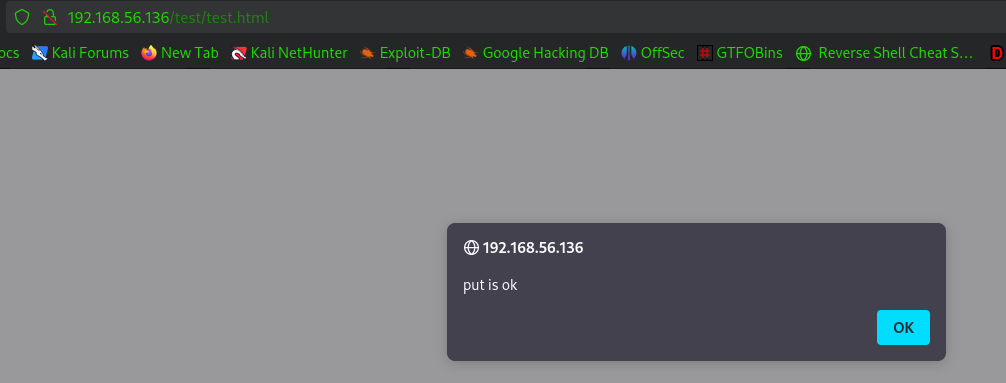 192.168.56.136/test/test.html
ocs Kali Forums New Tab Kali NetHunter Exploit-DB Google Hacking DB OffSec GTFOBins Reverse Shell Cheat S... D
192.168.56.136
put is ok
OK